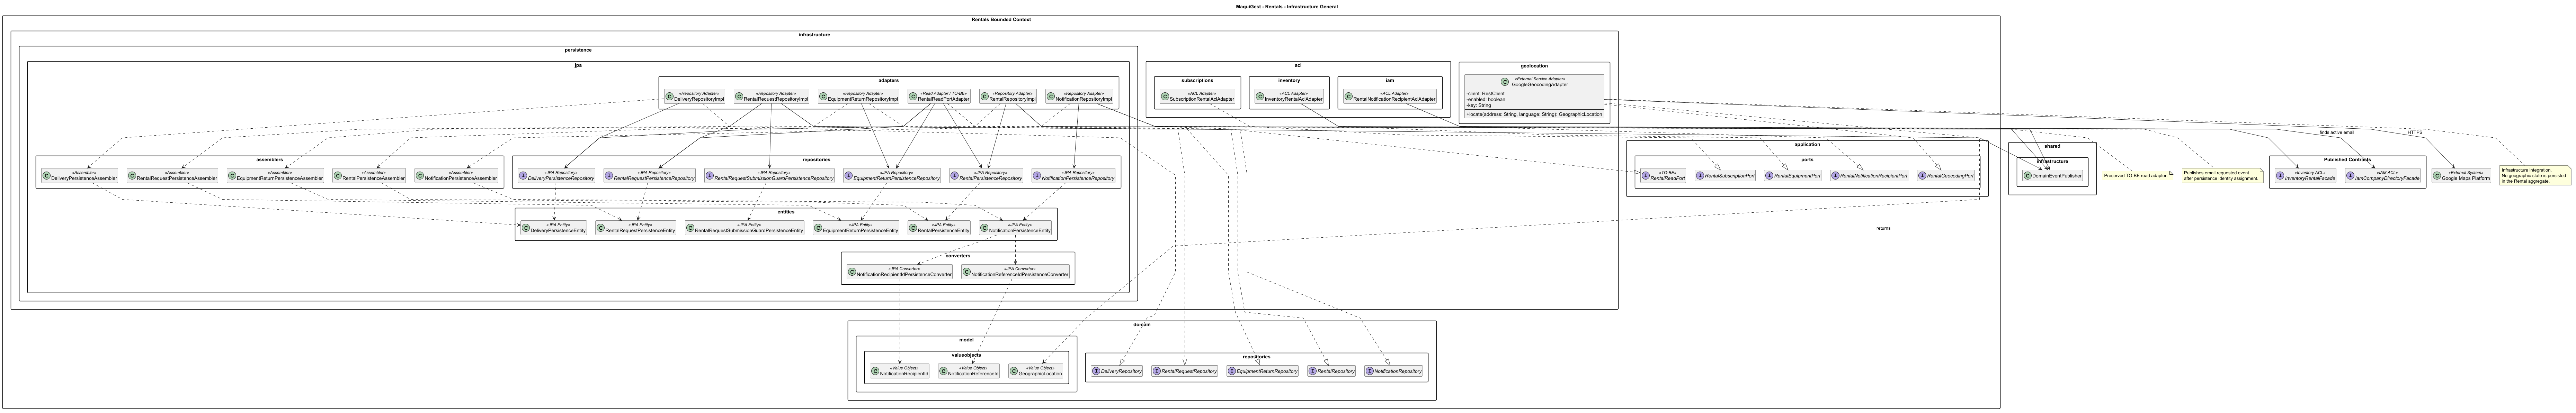 MaquiGest - Rentals - Infrastructure General
Rentals Bounded Context
infrastructure
persistence
jpa
adapters
«Repository Adapter»
DeliveryRepositoryImpl
«Repository Adapter»
RentalRequestRepositoryImpl
«Repository Adapter»
EquipmentReturnRepositoryImpl
«Read Adapter / TO-BE»
RentalReadPortAdapter
«Repository Adapter»
RentalRepositoryImpl
«Repository Adapter»
NotificationRepositoryImpl
acl
subscriptions
«ACL Adapter»
SubscriptionRentalAclAdapter
inventory
«ACL Adapter»
InventoryRentalAclAdapter
iam
«ACL Adapter»
RentalNotificationRecipientAclAdapter
geolocation
«External Service Adapter»
GoogleGeocodingAdapter
-client: RestClient
-enabled: boolean
-key: String
+locate(address: String, language: String): GeographicLocation
finds active email
HTTPS
assemblers
«Assembler»
DeliveryPersistenceAssembler
«Assembler»
RentalRequestPersistenceAssembler
«Assembler»
EquipmentReturnPersistenceAssembler
«Assembler»
RentalPersistenceAssembler
«Assembler»
NotificationPersistenceAssembler
repositories
«JPA Repository»
DeliveryPersistenceRepository
«JPA Repository»
RentalRequestPersistenceRepository
«JPA Repository»
RentalRequestSubmissionGuardPersistenceRepository
«JPA Repository»
EquipmentReturnPersistenceRepository
«JPA Repository»
RentalPersistenceRepository
«JPA Repository»
NotificationPersistenceRepository
application
ports
«TO-BE»
RentalReadPort
RentalSubscriptionPort
RentalEquipmentPort
RentalNotificationRecipientPort
RentalGeocodingPort
shared
infrastructure
DomainEventPublisher
Preserved TO-BE read adapter.
Publishes email requested event
after persistence identity assignment.
Published Contracts
«Inventory ACL»
InventoryRentalFacade
«IAM ACL»
IamCompanyDirectoryFacade
«External System»
Google Maps Platform
Infrastructure integration.
No geographic state is persisted
in the Rental aggregate.
entities
«JPA Entity»
DeliveryPersistenceEntity
«JPA Entity»
RentalRequestPersistenceEntity
«JPA Entity»
RentalRequestSubmissionGuardPersistenceEntity
«JPA Entity»
EquipmentReturnPersistenceEntity
«JPA Entity»
RentalPersistenceEntity
«JPA Entity»
NotificationPersistenceEntity
returns
converters
«JPA Converter»
NotificationRecipientIdPersistenceConverter
«JPA Converter»
NotificationReferenceIdPersistenceConverter
domain
model
valueobjects
«Value Object»
NotificationRecipientId
«Value Object»
NotificationReferenceId
«Value Object»
GeographicLocation
repositories
DeliveryRepository
RentalRequestRepository
EquipmentReturnRepository
RentalRepository
NotificationRepository